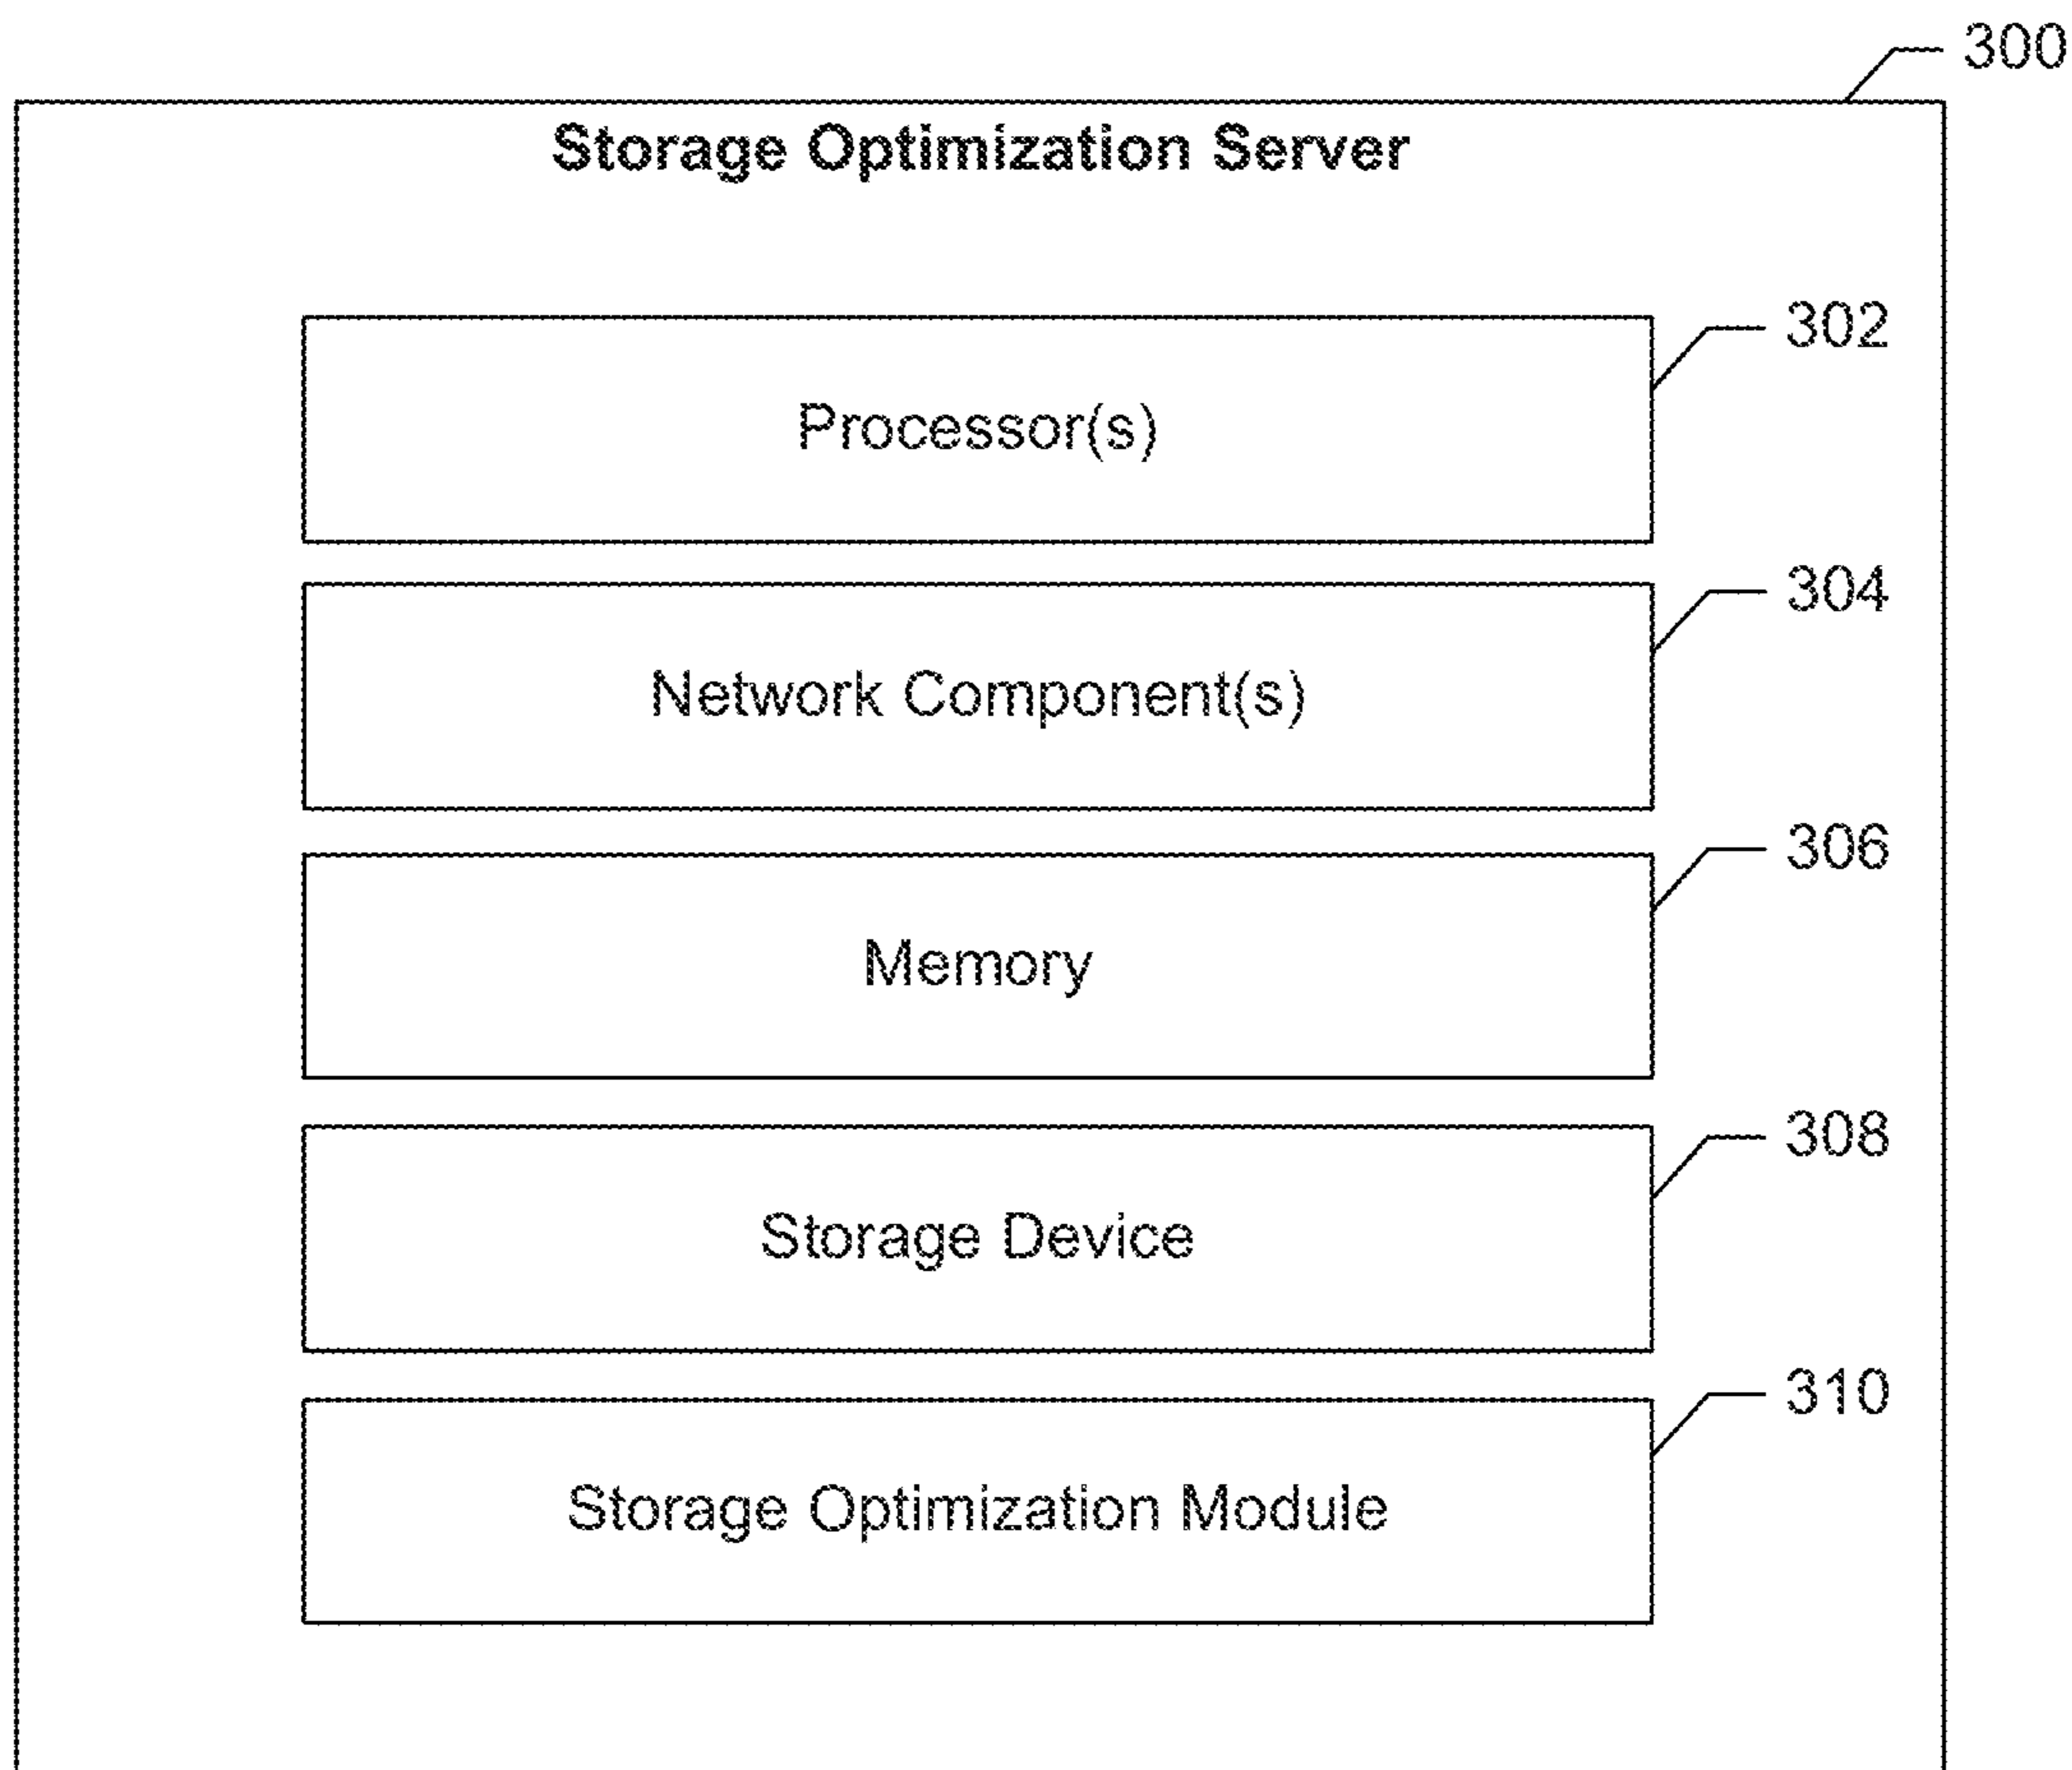 300
Storage Optimization Server
302
Processor(s)
304
Network Component(s)
306
Memory
308
Storage Device
310
Storage Optimization Module